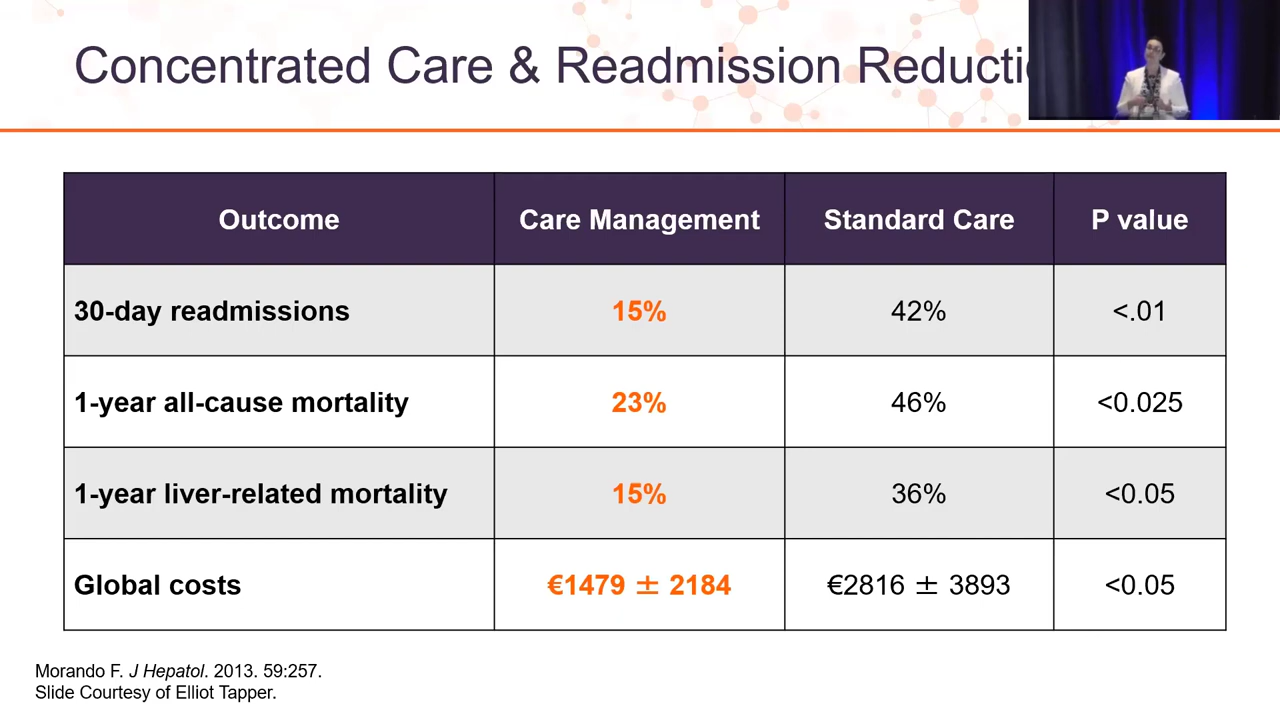 Concentrated Care & Readmission Reducti
Outcome Care Management Standard Care P value
30-day readmissions 15% 42% <.01
1-year all-cause mortality 23% 46% <0.025
1-year liver-related mortality 15% 36% <0.05
Global costs €1479 ± 2184 €2816 ± 3893 <0.05
Morando F. J Hepatol. 2013. 59:257.
Slide Courtesy of Elliot Tapper.